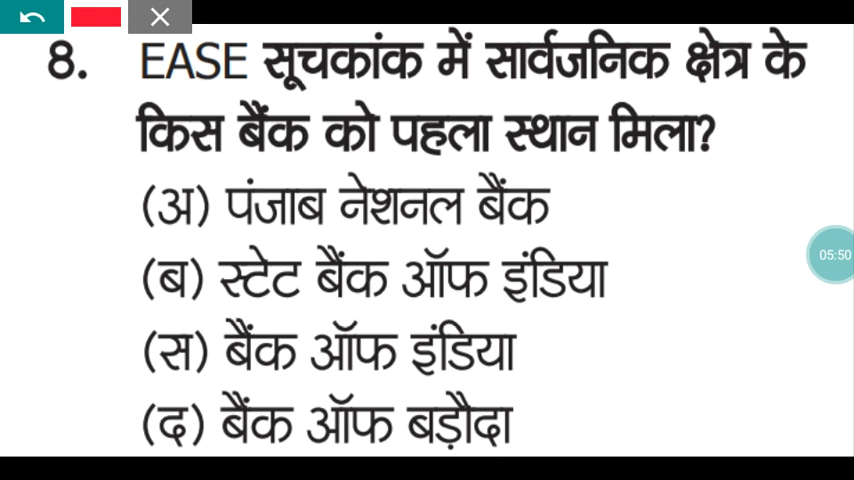 8. EASE सूचकांक में सार्वजनिक क्षेत्र के
किस बैंक को पहला स्थान मिला?
(अ) पंजाब नेशनल बैंक
(ब) स्टेट बैंक ऑफ इंडिया
05:50
(स) बैंक ऑफ इंडिया
(द) बैंक ऑफ बड़ौदा